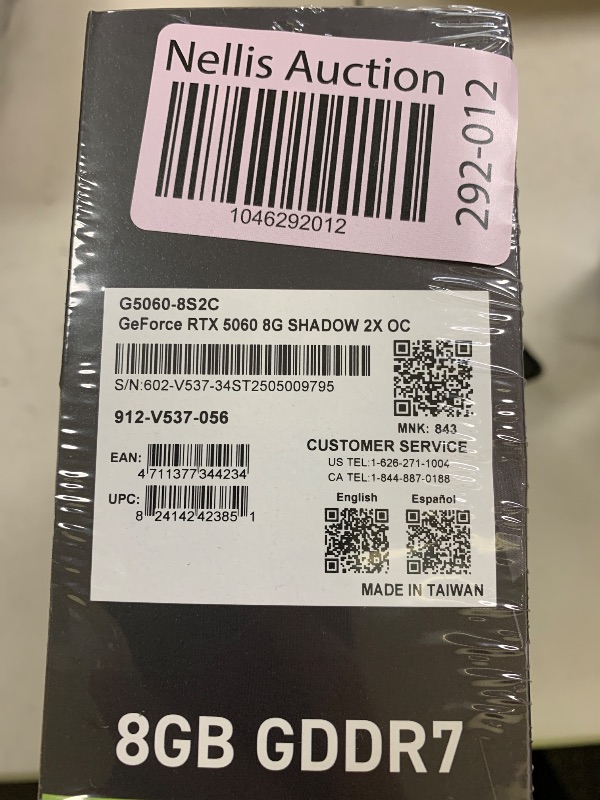 Nellis Auction
1046292012
292-012
G5060-8S2C
GeForce RTX 5060 8G SHADOW 2X OC
S/N:602-V537-34ST2505009795
912-V537-056
MNK: 843
CUSTOMER SERViCE
US TEL:1-626-271-1004
CA TEL:1-844-887-0188
EAN:
4 711377 344234
UPC:
8 24142 42385 1
English
Español
MADE IN TAIWAN
8GB GDDR7